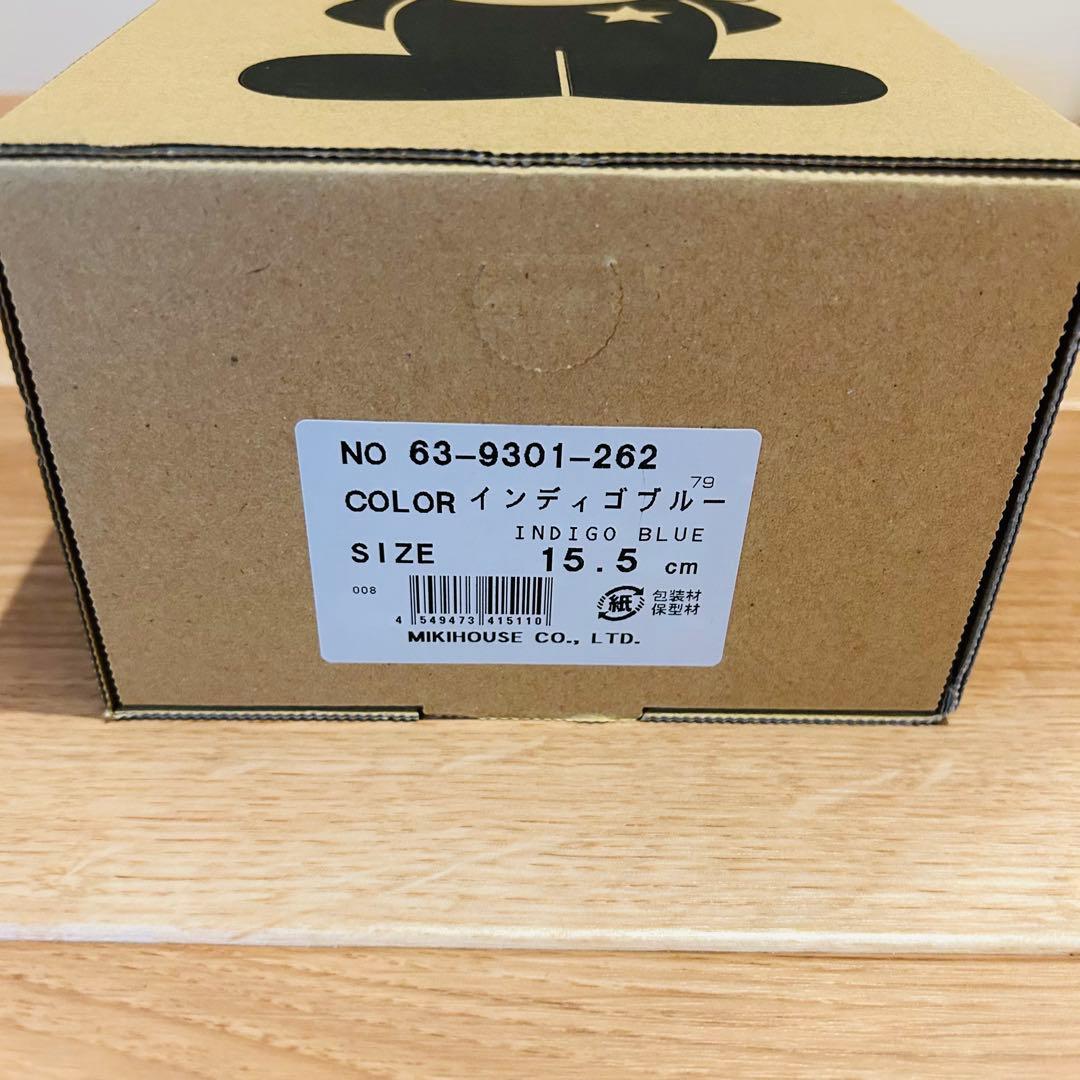 NO 63-9301-262
79
COLOR インディゴブルー
INDIGO BLUE
SIZE 15.5 cm
008
4 549473 415110
紙 包装材
保型材
MIKIHOUSE CO., LTD.